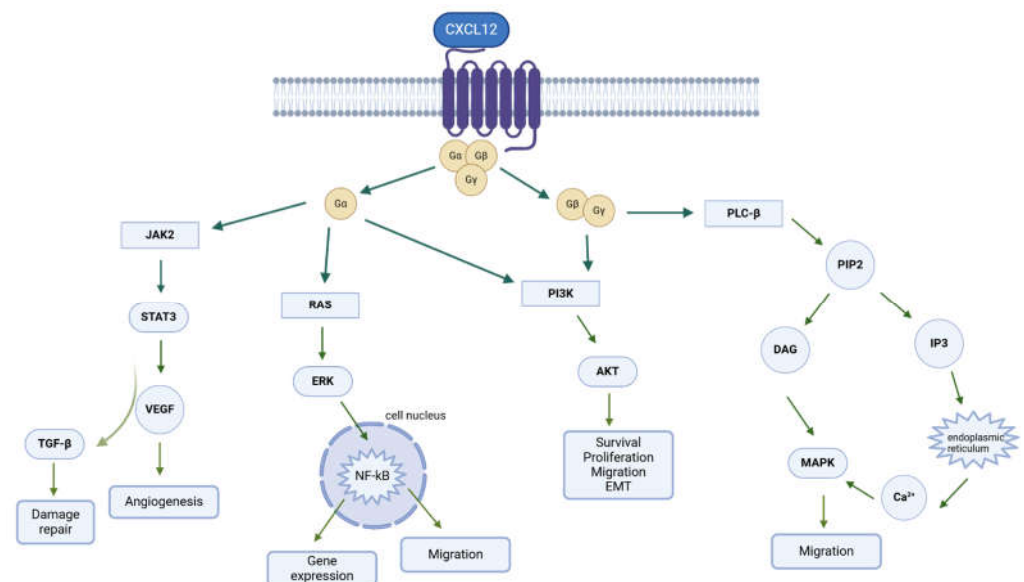 CXCL12
Gα
Gβ
Gγ
Gα
Gβ
Gγ
PLC-β
JAK2
PIP2
RAS
PI3K
STAT3
DAG
IP3
ERK
AKT
VEGF
cell nucleus
TGF-β
endoplasmic
reticulum
Survival
Proliferation
Migration
EMT
MAPK
NF-kB
Ca²⁺
Angiogenesis
Damage
repair
Migration
Migration
Gene
expression